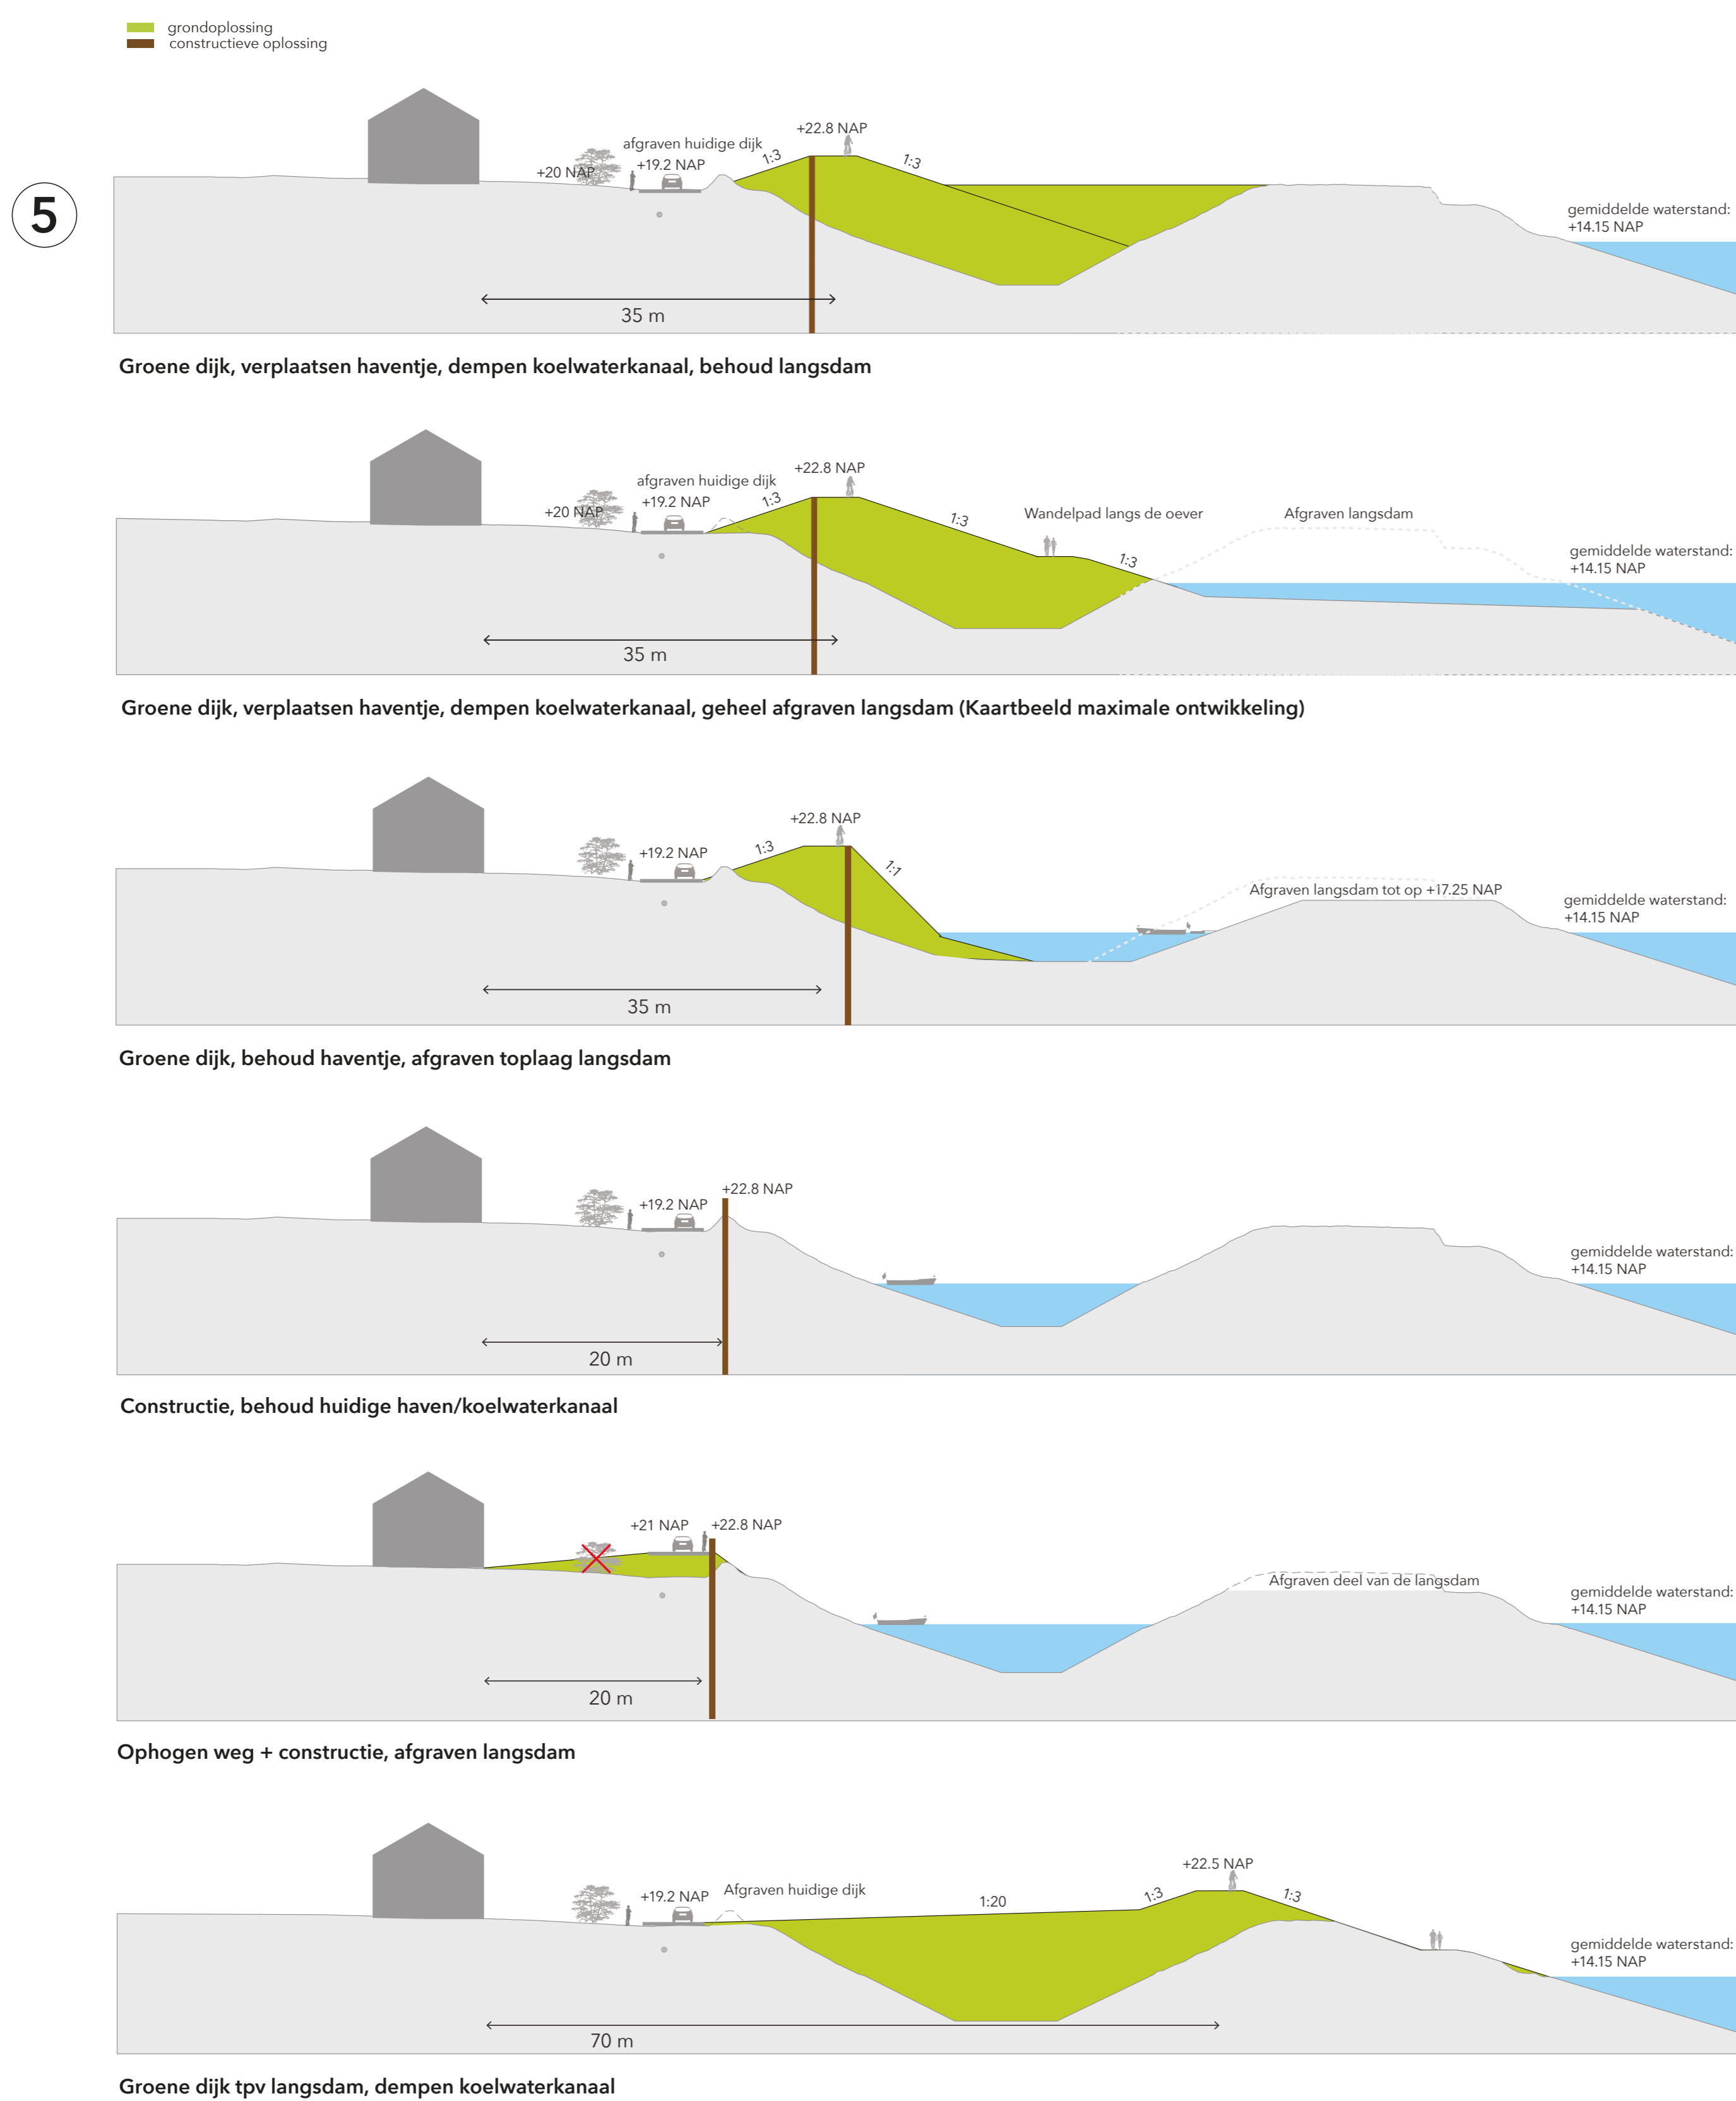 grondoplossing
constructieve oplossing
5
+22.8 NAP
afgraven huidige dijk
1:3
1:3
+20 NAP
+19.2 NAP
gemiddelde waterstand:
+14.15 NAP
35 m
Groene dijk, verplaatsen haventje, dempen koelwaterkanaal, behoud langsdam
+22.8 NAP
afgraven huidige dijk
1:3
+20 NAP
+19.2 NAP
1:3
Wandelpad langs de oever
Afgraven langsdam
1:3
gemiddelde waterstand:
+14.15 NAP
35 m
Groene dijk, verplaatsen haventje, dempen koelwaterkanaal, geheel afgraven langsdam (Kaartbeeld maximale ontwikkeling)
+22.8 NAP
+19.2 NAP
1:3
1:1
Afgraven langsdam tot op +17.25 NAP
gemiddelde waterstand:
+14.15 NAP
35 m
Groene dijk, behoud haventje, afgraven toplaag langsdam
+22.8 NAP
+19.2 NAP
gemiddelde waterstand:
+14.15 NAP
20 m
Constructie, behoud huidige haven/koelwaterkanaal
+21 NAP
+22.8 NAP
Afgraven deel van de langsdam
gemiddelde waterstand:
+14.15 NAP
20 m
Ophogen weg + constructie, afgraven langsdam
+22.5 NAP
+19.2 NAP
Afgraven huidige dijk
1:20
1:3
1:3
gemiddelde waterstand:
+14.15 NAP
70 m
Groene dijk tpv langsdam, dempen koelwaterkanaal